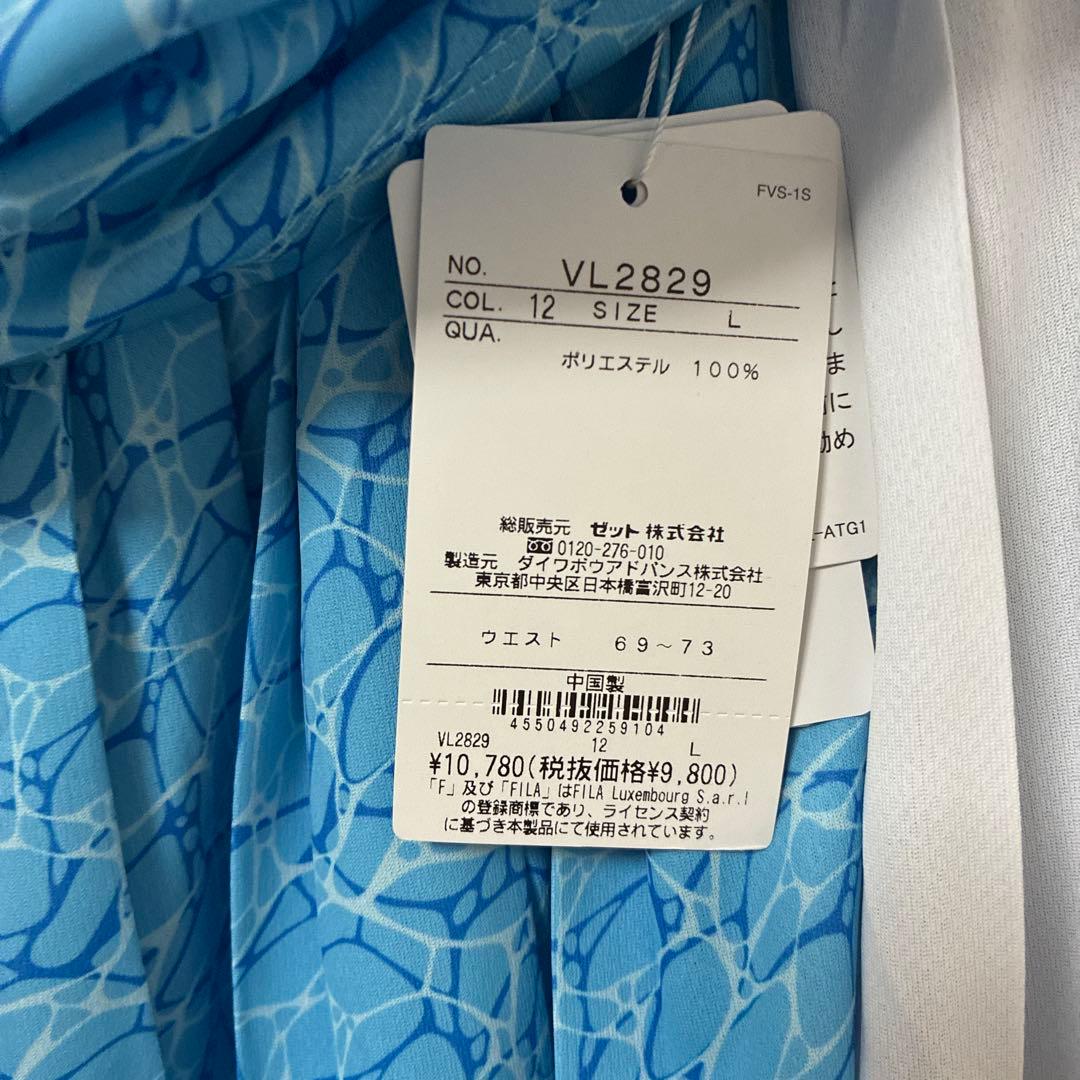 FVS-1S
NO. VL2829
COL. 12 SIZE L
QUA.
ポリエステル 100%
総販売元 ゼット株式会社
0120-276-010
製造元 ダイワボウアドバンス株式会社
東京都中央区日本橋富沢町12-20
ウエスト 69~73
中国製
4550492259104
VL2829 12 L
¥10,780(税抜価格¥9,800)
「F」及び「FILA」はFILA Luxembourg S.a.r.l
の登録商標であり、ライセンス契約
に基づき本製品にて使用されています。
し
ま
に
め
-ATG1